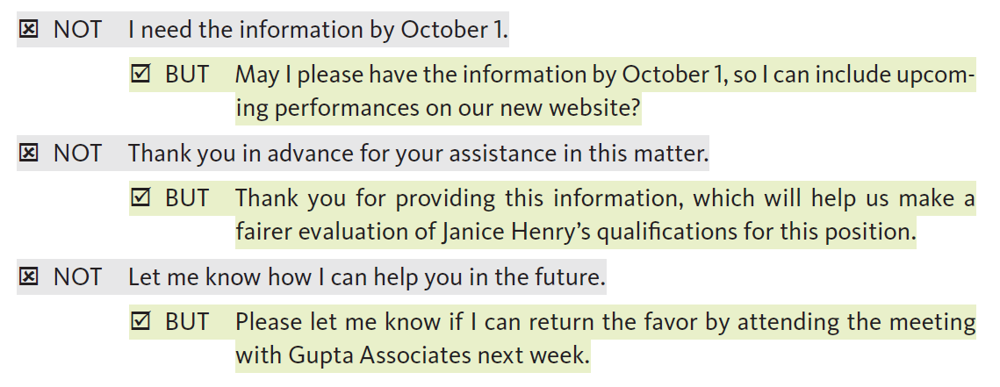 ☒ NOT I need the information by October 1.
☑ BUT May I please have the information by October 1, so I can include upcom-
ing performances on our new website?
☒ NOT Thank you in advance for your assistance in this matter.
☑ BUT Thank you for providing this information, which will help us make a
fairer evaluation of Janice Henry’s qualifications for this position.
☒ NOT Let me know how I can help you in the future.
☑ BUT Please let me know if I can return the favor by attending the meeting
with Gupta Associates next week.